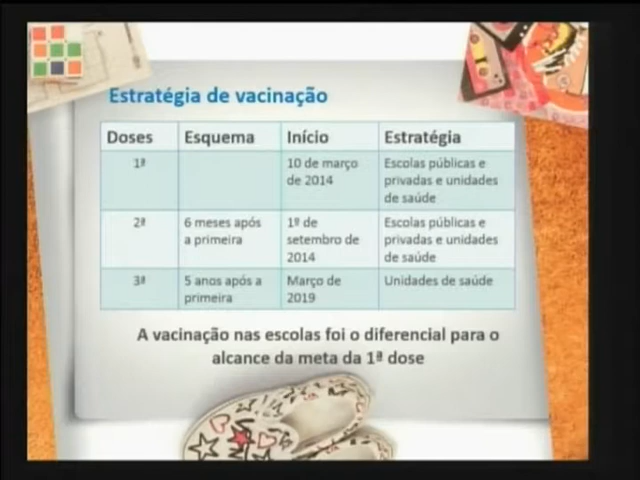 Estratégia de vacinação
Doses Esquema Início Estratégia
1ª 10 de março de 2014 Escolas públicas e privadas e unidades de saúde
2ª 6 meses após a primeira 1º de setembro de 2014 Escolas públicas e privadas e unidades de saúde
3ª 5 anos após a primeira Março de 2019 Unidades de saúde
A vacinação nas escolas foi o diferencial para o
alcance da meta da 1ª dose